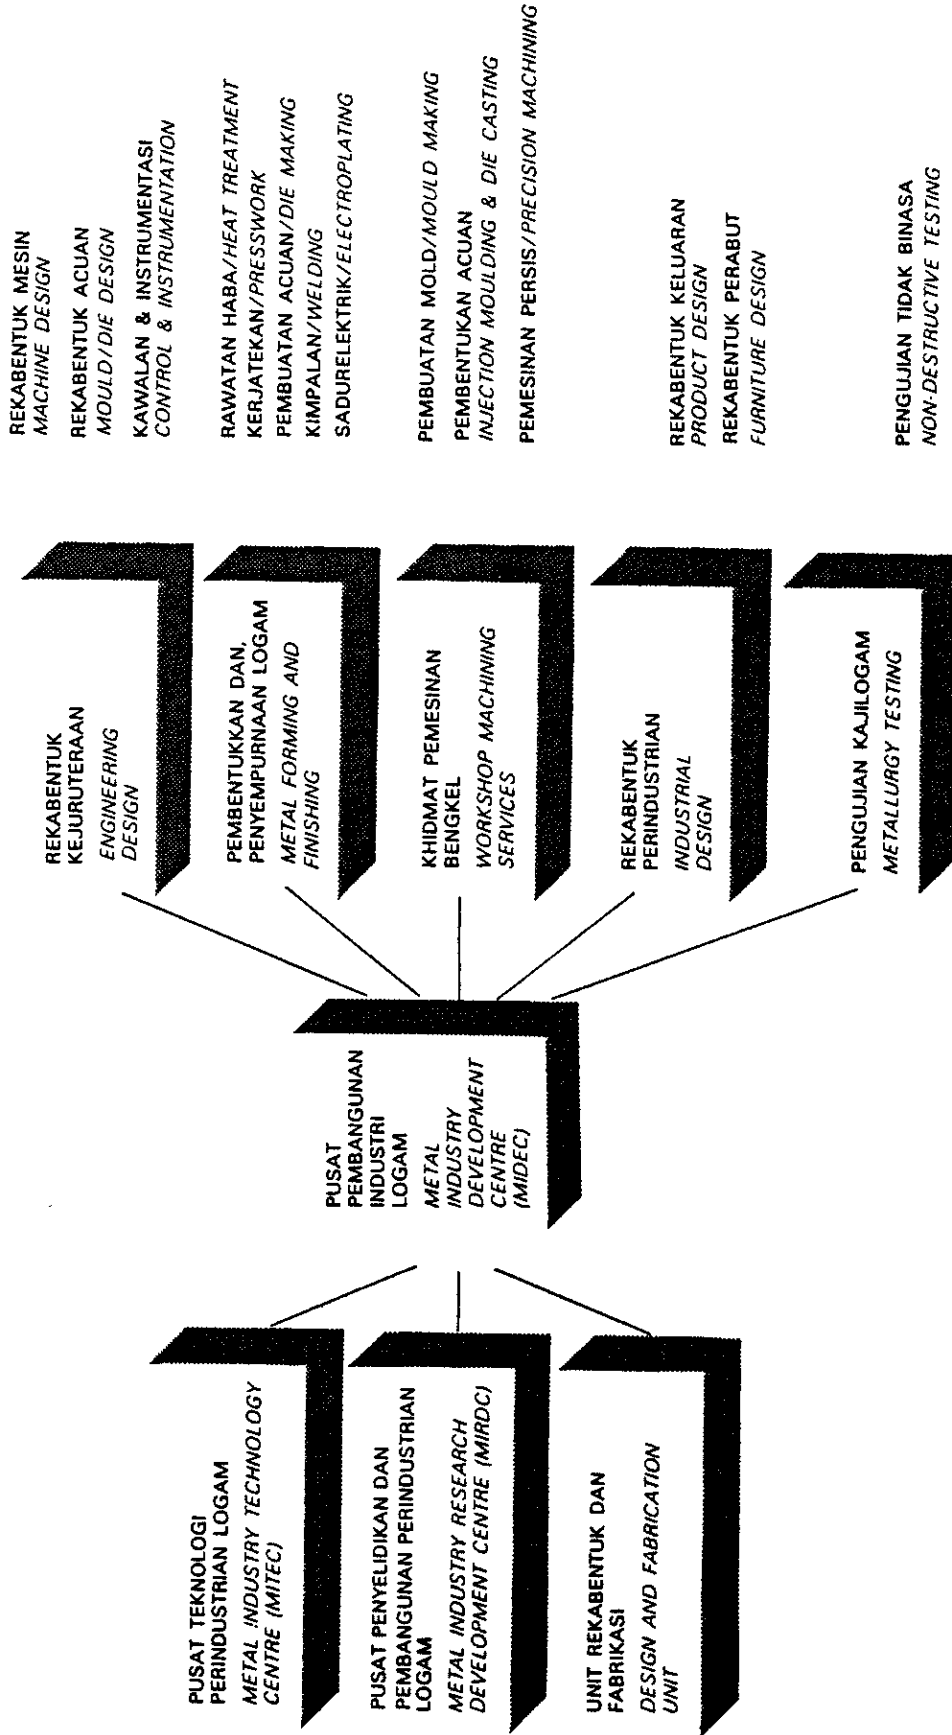 PUSAT TEKNOLOGI
PERINDUSTRIAN LOGAM
METAL INDUSTRY TECHNOLOGY
CENTRE (MITEC)
PUSAT PENYELIDIKAN DAN
PEMBANGUNAN PERINDUSTRIAN
LOGAM
METAL INDUSTRY RESEARCH
DEVELOPMENT CENTRE (MIRDC)
UNIT REKABENTUK DAN
FABRIKASI
DESIGN AND FABRICATION
UNIT
PUSAT
PEMBANGUNAN
INDUSTRI
LOGAM
METAL
INDUSTRY
DEVELOPMENT
CENTRE
(MIDEC)
REKABENTUK
KEJURUTERAAN
ENGINEERING
DESIGN
PEMBENTUKKAN DAN,
PENYEMPURNAAN LOGAM
METAL FORMING AND
FINISHING
KHIDMAT PEMESINAN
BENGKEL
WORKSHOP MACHINING
SERVICES
REKABENTUK
PERINDUSTRIAN
INDUSTRIAL
DESIGN
PENGUJIAN KAJILOGAM
METALLURGY TESTING
REKABENTUK MESIN
MACHINE DESIGN
REKABENTUK ACUAN
MOULD/DIE DESIGN
KAWALAN & INSTRUMENTASI
CONTROL & INSTRUMENTATION
RAWATAN HABA/HEAT TREATMENT
KERJATEKAN/PRESSWORK
PEMBUATAN ACUAN/DIE MAKING
KIMPALAN/WELDING
SADURELEKTRIK/ELECTROPLATING
PEMBUATAN MOLD/MOULD MAKING
PEMBENTUKAN ACUAN
INJECTION MOULDING & DIE CASTING
PEMESINAN PERSIS/PRECISION MACHINING
REKABENTUK KELUARAN
PRODUCT DESIGN
REKABENTUK PERABUT
FURNITURE DESIGN
PENGUJIAN TIDAK BINASA
NON-DESTRUCTIVE TESTING